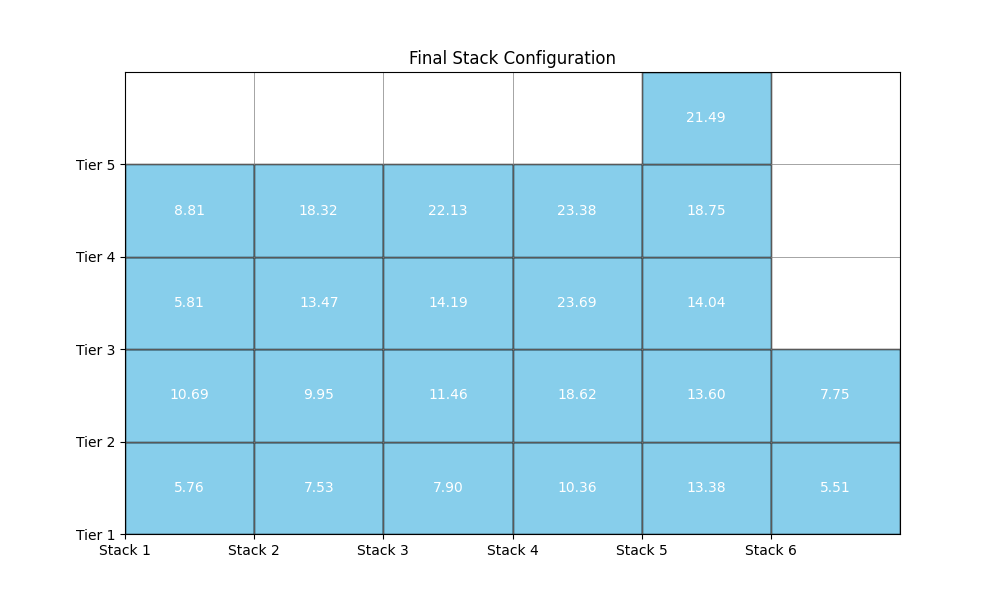 Final Stack Configuration
21.49
Tier 5
8.81 18.32 22.13 23.38 18.75
Tier 4
5.81 13.47 14.19 23.69 14.04
Tier 3
10.69 9.95 11.46 18.62 13.60 7.75
Tier 2
5.76 7.53 7.90 10.36 13.38 5.51
Tier 1
Stack 1 Stack 2 Stack 3 Stack 4 Stack 5 Stack 6